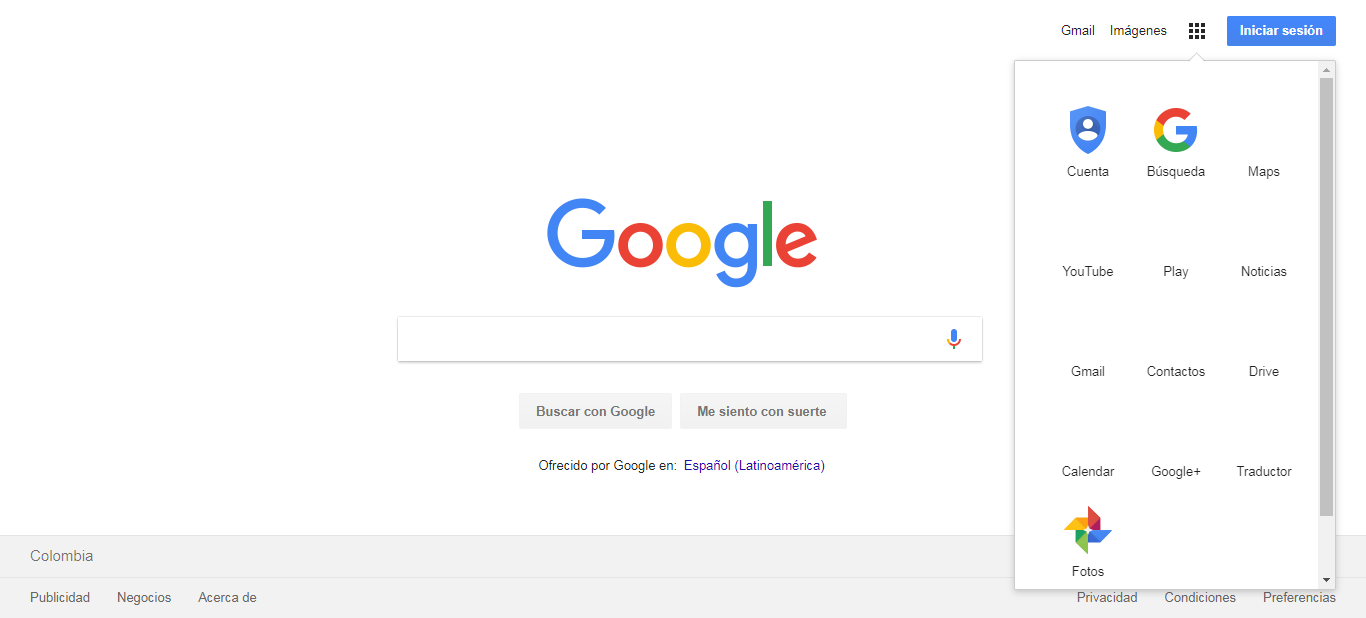 Gmail Imágenes Iniciar sesión
Cuenta Búsqueda Maps
Google
YouTube Play Noticias
Gmail Contactos Drive
Buscar con Google Me siento con suerte
Ofrecido por Google en: Español (Latinoamérica)
Calendar Google+ Traductor
Colombia
Fotos
Publicidad Negocios Acerca de Privacidad Condiciones Preferencias